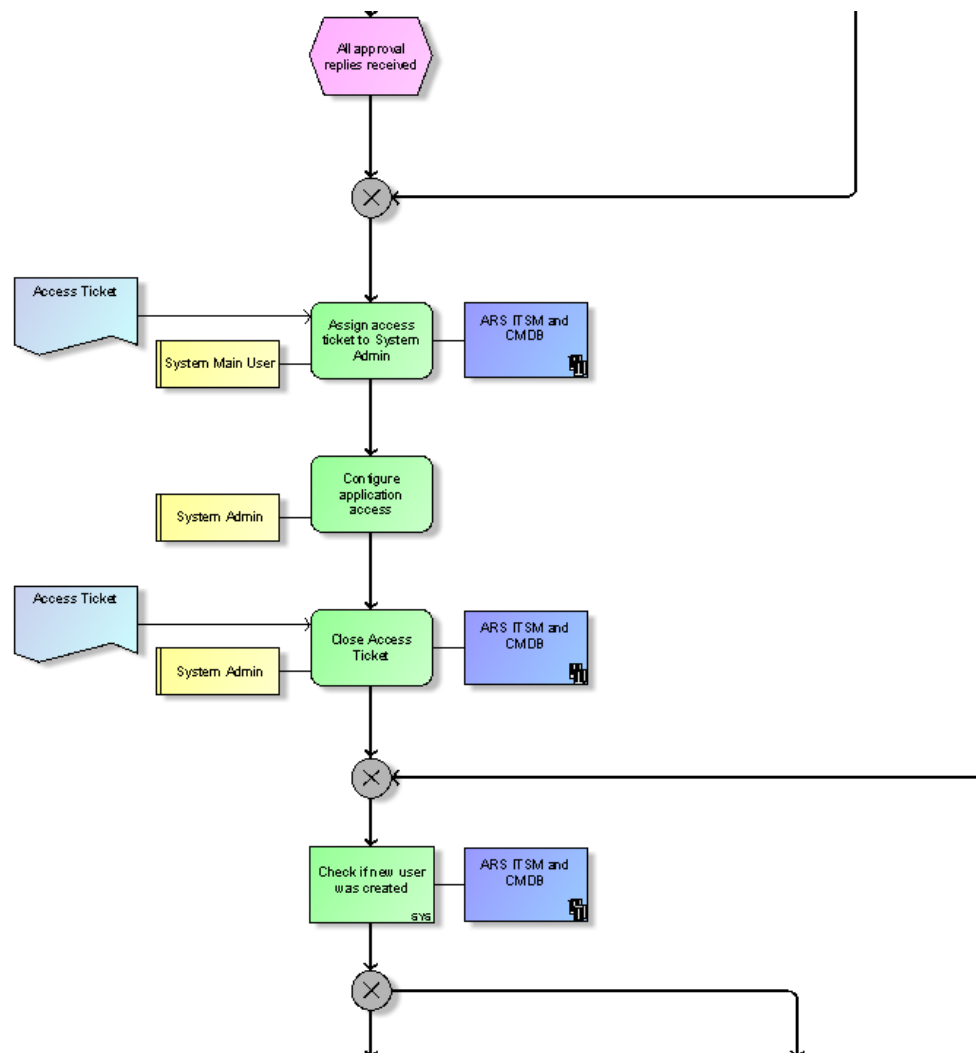 All approval
replies received
Access Ticket
Assign access
ticket to System
Admin
ARS ITSM and
CMDB
System Main User
Configure
application
access
System Admin
Access Ticket
Close Access
Ticket
ARS ITSM and
CMDB
System Admin
Check if new user
was created
SYS
ARS ITSM and
CMDB